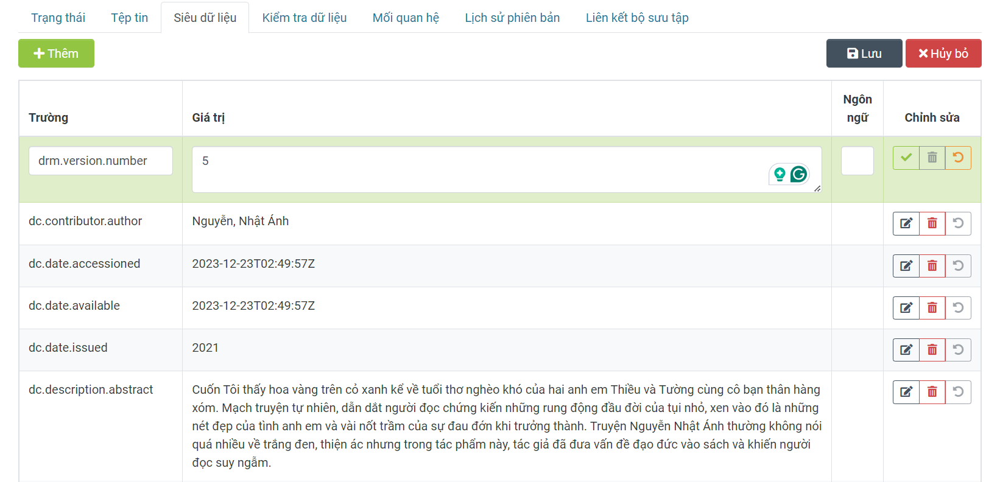 Trạng thái Tệp tin Siêu dữ liệu Kiểm tra dữ liệu Mối quan hệ Lịch sử phiên bản Liên kết bộ sưu tập
Thêm Lưu Hủy bỏ
Trường Giá trị Ngôn ngữ Chỉnh sửa
drm.version.number 5
dc.contributor.author Nguyễn, Nhật Ánh
dc.date.accessioned 2023-12-23T02:49:57Z
dc.date.available 2023-12-23T02:49:57Z
dc.date.issued 2021
dc.description.abstract Cuốn Tôi thấy hoa vàng trên cỏ xanh kể về tuổi thơ nghèo khó của hai anh em Thiều và Tường cùng cô bạn thân hàng
xóm. Mạch truyện tự nhiên, dẫn dắt người đọc chứng kiến những rung động đầu đời của tụi nhỏ, xen vào đó là những
nét đẹp của tình anh em và vài nốt trầm của sự đau đớn khi trưởng thành. Truyện Nguyễn Nhật Ánh thường không nói
quá nhiều về trắng đen, thiện ác nhưng trong tác phẩm này, tác giả đã đưa vấn đề đạo đức vào sách và khiến người
đọc suy ngẫm.